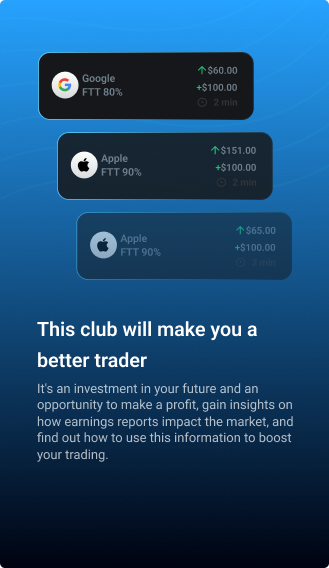 Google
FTT 80%
$60.00
+$100.00
2 min
Apple
FTT 90%
$151.00
+$100.00
2 min
Apple
FTT 90%
$65.00
+$100.00
2 min
This club will make you a
better trader
It's an investment in your future and an
opportunity to make a profit, gain insights on
how earnings reports impact the market, and
find out how to use this information to boost
your trading.